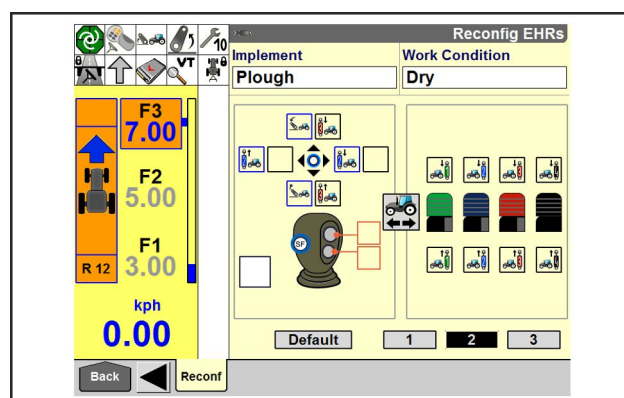 Reconfig EHRs
10
VT
Implement
Work Condition
Plough
Dry
F3
7.00
F2
5.00
F1
3.00
R 12
kph
0.00
SF
Default
1
2
3
Back
Reconf